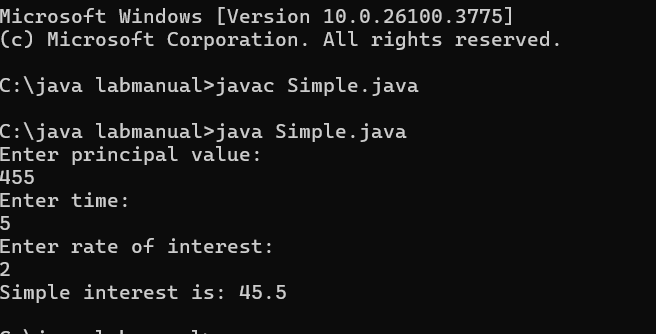 Microsoft Windows [Version 10.0.26100.3775]
(c) Microsoft Corporation. All rights reserved.
C:\java labmanual>javac Simple.java
C:\java labmanual>java Simple.java
Enter principal value:
455
Enter time:
5
Enter rate of interest:
2
Simple interest is: 45.5